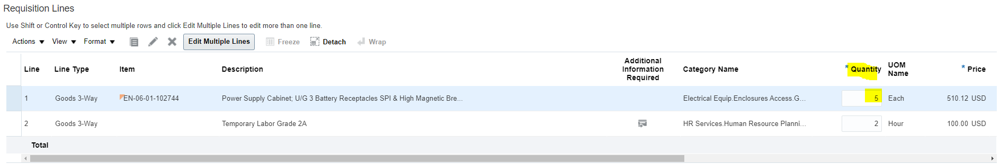 Requisition Lines
Use Shift or Control Key to select multiple rows and click Edit Multiple Lines to edit more than one line.
Actions View Format Edit Multiple Lines Freeze Detach Wrap
Line Line Type Item Description Additional Information Required Category Name * Quantity UOM Name * Price
1 Goods 3-Way EN-06-01-102744 Power Supply Cabinet; U/G 3 Battery Receptacles SPI & High Magnetic Bre... Electrical Equip.Enclosures Access.G... 5 Each 510.12 USD
2 Goods 3-Way Temporary Labor Grade 2A HR Services.Human Resource Planni... 2 Hour 100.00 USD
Total